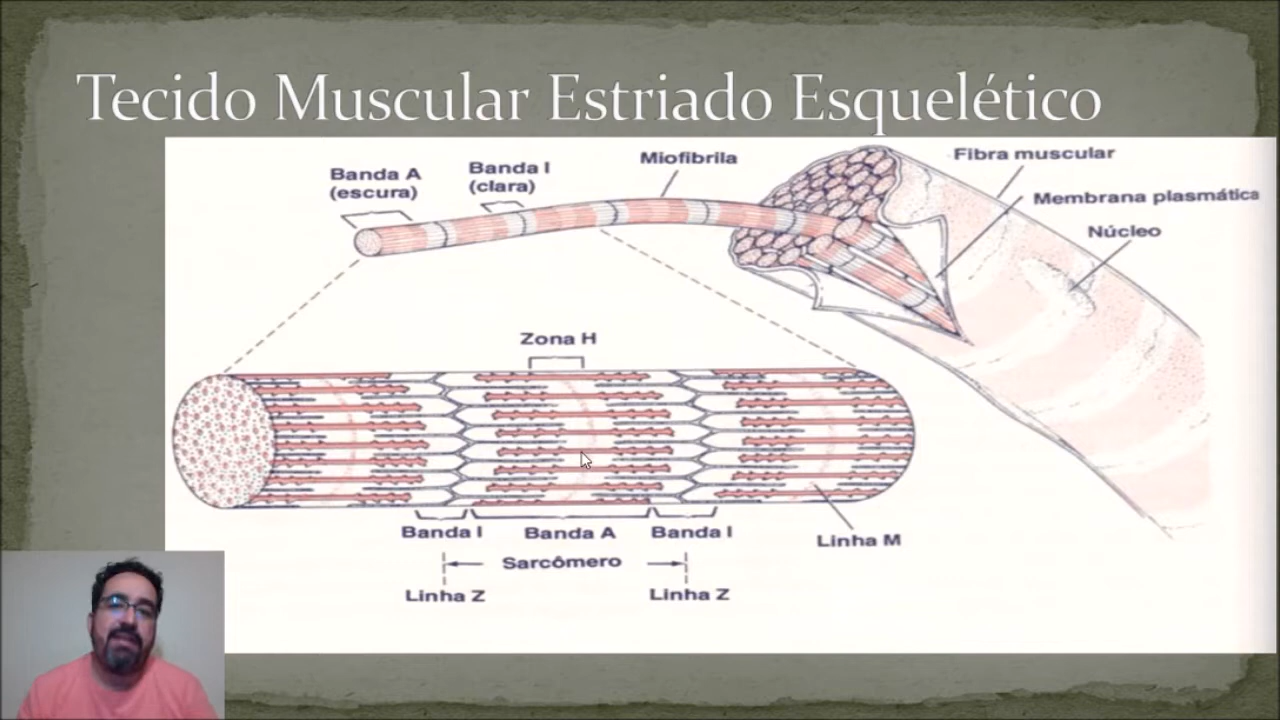 Tecido Muscular Estriado Esquelético
Banda A
(escura)
Banda I
(clara)
Miofibrila
Fibra muscular
Membrana plasmática
Núcleo
Zona H
Banda I
Banda A
Banda I
Linha M
Sarcômero
Linha Z
Linha Z